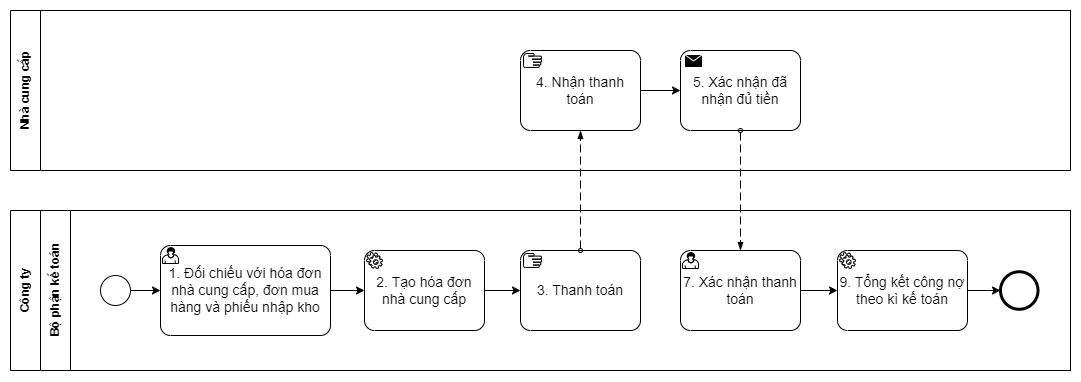 Nhà cung cấp
4. Nhận thanh
toán
5. Xác nhận đã
nhận đủ tiền
Công ty
Bộ phận kế toán
1. Đối chiếu với hóa đơn
nhà cung cấp, đơn mua
hàng và phiếu nhập kho
2. Tạo hóa đơn
nhà cung cấp
3. Thanh toán
7. Xác nhận thanh
toán
9. Tổng kết công nợ
theo kì kế toán